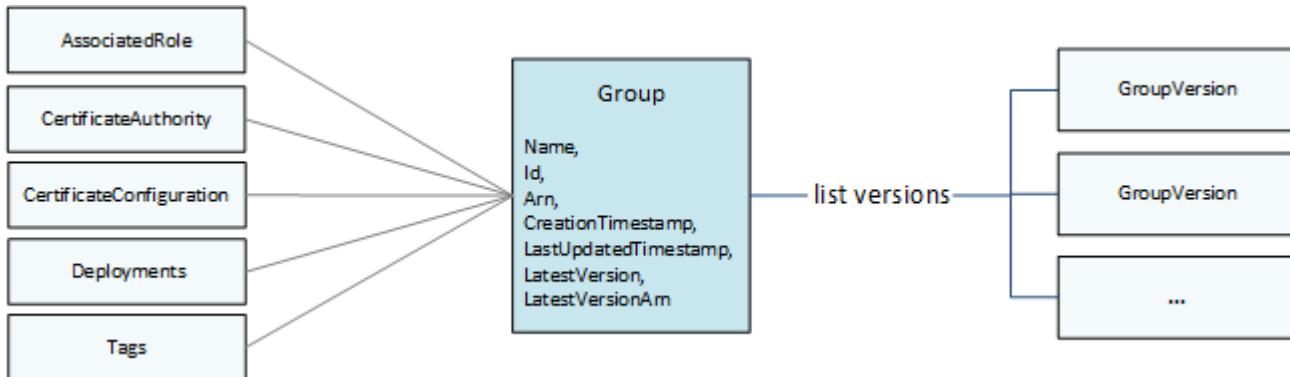 AssociatedRole
CertificateAuthority
CertificateConfiguration
Deployments
Tags
Group
Name,
Id,
Arn,
CreationTimestamp,
LastUpdatedTimestamp,
LatestVersion,
LatestVersionArn
list versions
GroupVersion
GroupVersion
...